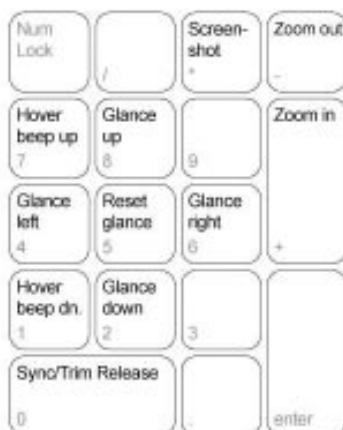 Num
Lock
/
Screen-
shot
*
Zoom out
-
Hover
beep up
7
Glance
up
8
9
Zoom in
+
Glance
left
4
Reset
glance
5
Glance
right
6
Hover
beep dn.
1
Glance
down
2
3
Sync/Trim Release
0
.
enter